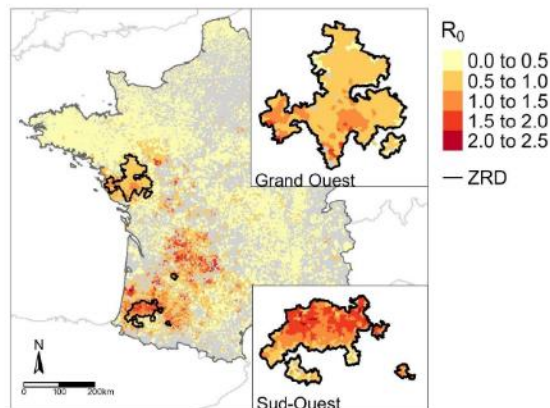 R0
0.0 to 0.5
0.5 to 1.0
1.0 to 1.5
1.5 to 2.0
2.0 to 2.5
ZRD
Grand Ouest
N
0 100 200km
Sud-Ouest